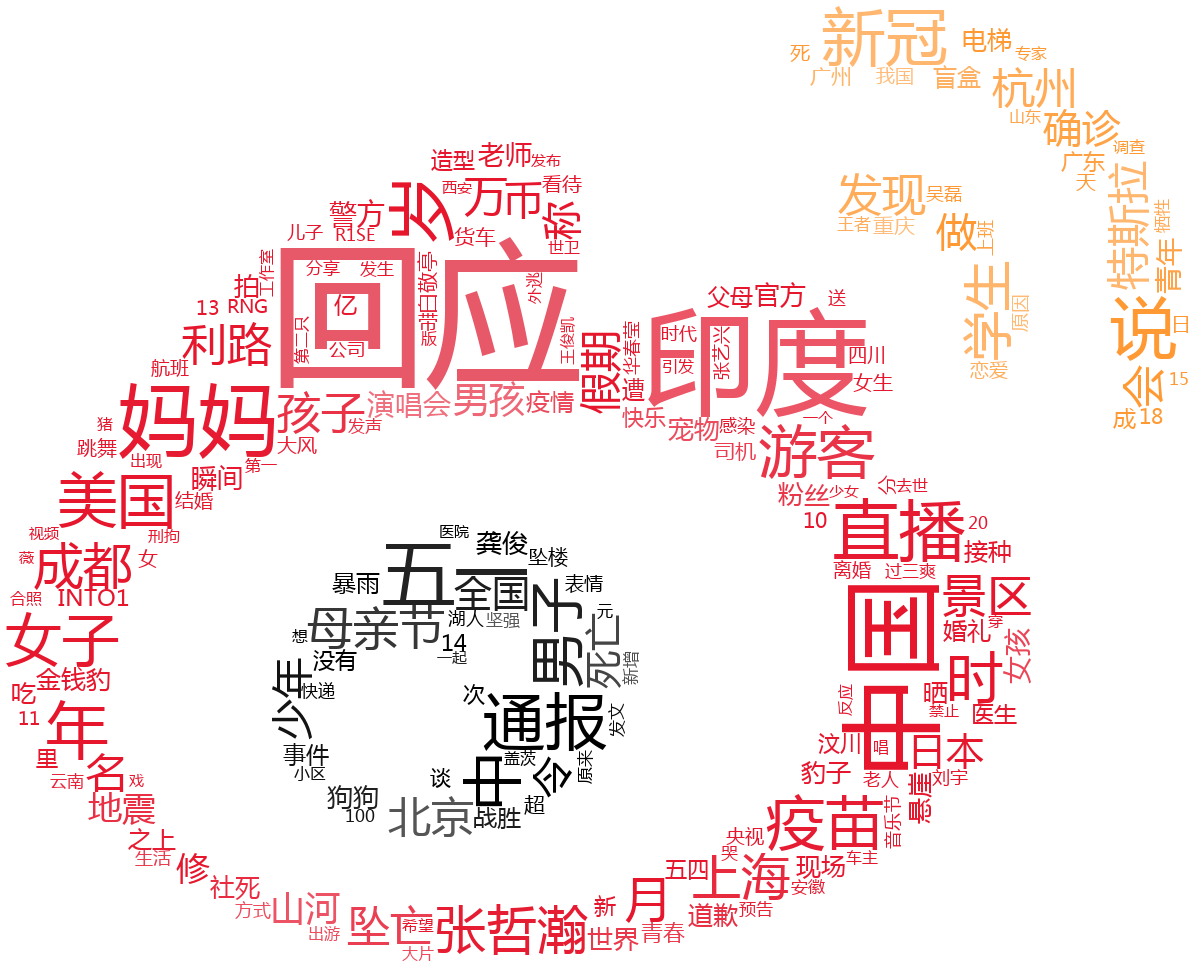 新冠
电梯
专家
死
广州
我国
盲盒
杭州
山东
确诊
广东
调查
天
特斯拉
牺牲
青年
发现
吴磊
王者
重庆
做
上班
学生
原因
恋爱
说
日
会
15
成
18
造型
老师
发布
西安
万
币
看待
岁
警方
称
儿子
R1SE
货车
世卫
工作室
分享
发生
回应
白敬亭
外逃
拍
亿
13
RNG
版
利路
第二只
公司
王俊凯
航班
假期
华春莹
父母
官方
送
印度
时代
引发
张艺兴
四川
女生
遭
妈妈
孩子
演唱会
男孩
疫情
快乐
宠物
感染
一个
猪
发声
大风
跳舞
司机
游客
出现
第一
瞬间
美国
结婚
粉丝
少女
分
去世
10
直播
20
视频
刑拘
接种
薇
成都
女
离婚
过三爽
合照
INTO1
中国
景区
女子
婚礼
穿
女孩
时
吃
金钱豹
晒
反应
禁止
医生
11
年
汶川
唱
日本
里
豹子
老人
刘宇
云南
名
戏
悬崖
地震
疫苗
音乐节
之上
生活
央视
哭
现场
车主
修
五四
上海
安徽
社死
方式
山河
新
月
道歉
预告
出游
坠亡
希望
张哲瀚
世界
青春
大片
医院
龚俊
五一
坠楼
暴雨
全国
表情
男子
元
想
母亲节
湖人
坚强
死亡
14
没有
一起
新增
少年
快递
次
通报
发文
事件
盖茨
原来
小区
谈
中
令
狗狗
100
超
北京
战胜